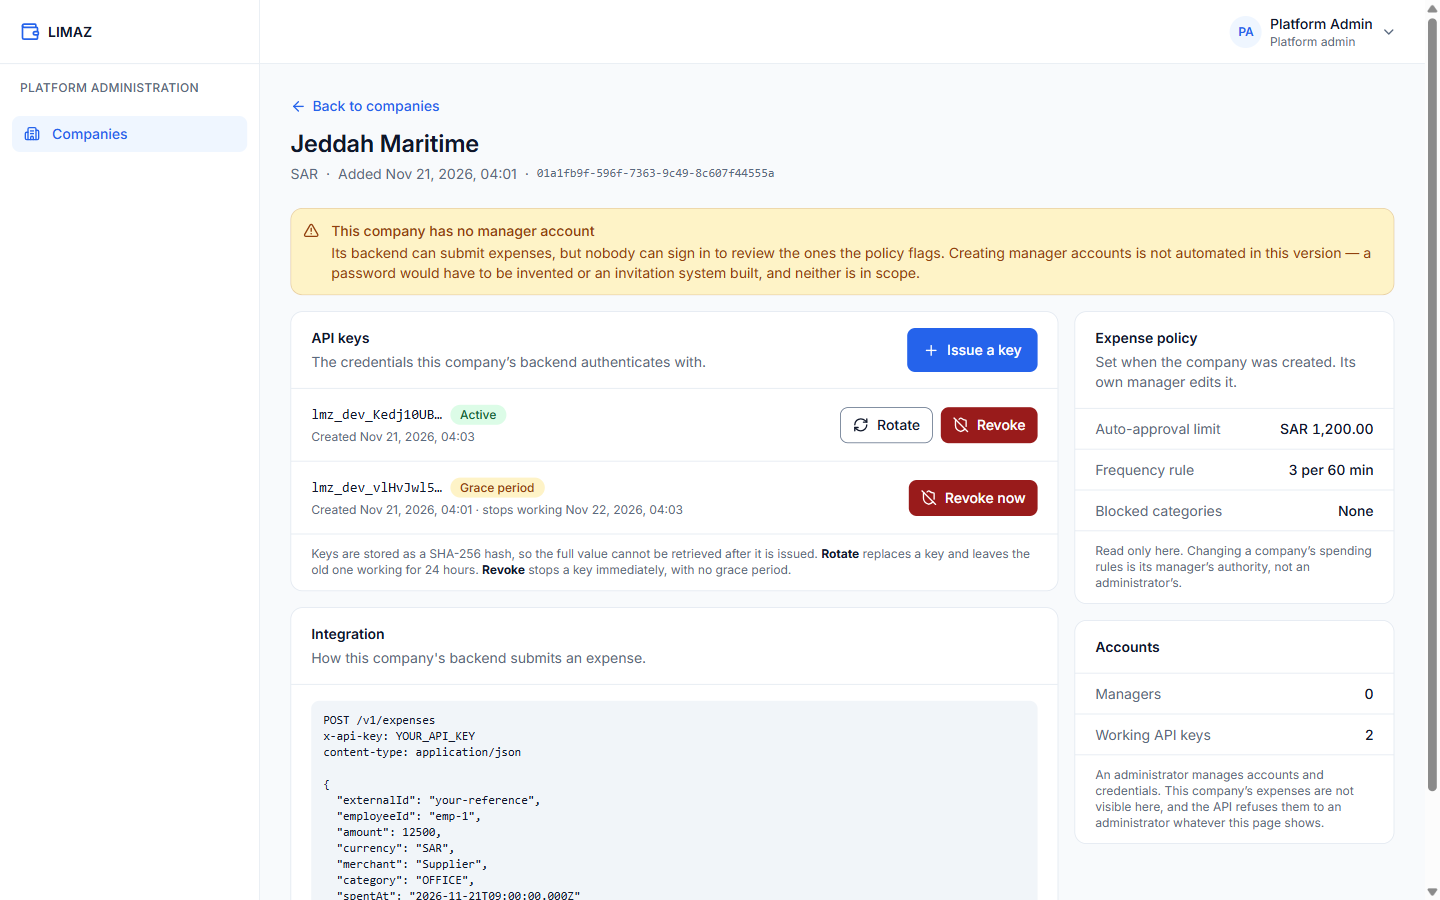 LIMAZ
PA
Platform Admin
Platform admin
PLATFORM ADMINISTRATION
Companies
Back to companies
Jeddah Maritime
SAR · Added Nov 21, 2026, 04:01 · 01a1fb9f-596f-7363-9c49-8c607f44555a
This company has no manager account
Its backend can submit expenses, but nobody can sign in to review the ones the policy flags. Creating manager accounts is not automated in this version — a
password would have to be invented or an invitation system built, and neither is in scope.
API keys
The credentials this company’s backend authenticates with.
Issue a key
lmz_dev_Kedj10UB… Active
Created Nov 21, 2026, 04:03
Rotate
Revoke
lmz_dev_vlHvJwl5… Grace period
Created Nov 21, 2026, 04:01 · stops working Nov 22, 2026, 04:03
Revoke now
Keys are stored as a SHA-256 hash, so the full value cannot be retrieved after it is issued. Rotate replaces a key and leaves the
old one working for 24 hours. Revoke stops a key immediately, with no grace period.
Integration
How this company's backend submits an expense.
POST /v1/expenses
x-api-key: YOUR_API_KEY
content-type: application/json
{
"externalId": "your-reference",
"employeeId": "emp-1",
"amount": 12500,
"currency": "SAR",
"merchant": "Supplier",
"category": "OFFICE",
"spentAt": "2026-11-21T09:00:00.000Z"
Expense policy
Set when the company was created. Its
own manager edits it.
Auto-approval limit SAR 1,200.00
Frequency rule 3 per 60 min
Blocked categories None
Read only here. Changing a company’s spending
rules is its manager’s authority, not an
administrator’s.
Accounts
Managers 0
Working API keys 2
An administrator manages accounts and
credentials. This company’s expenses are not
visible here, and the API refuses them to an
administrator whatever this page shows.